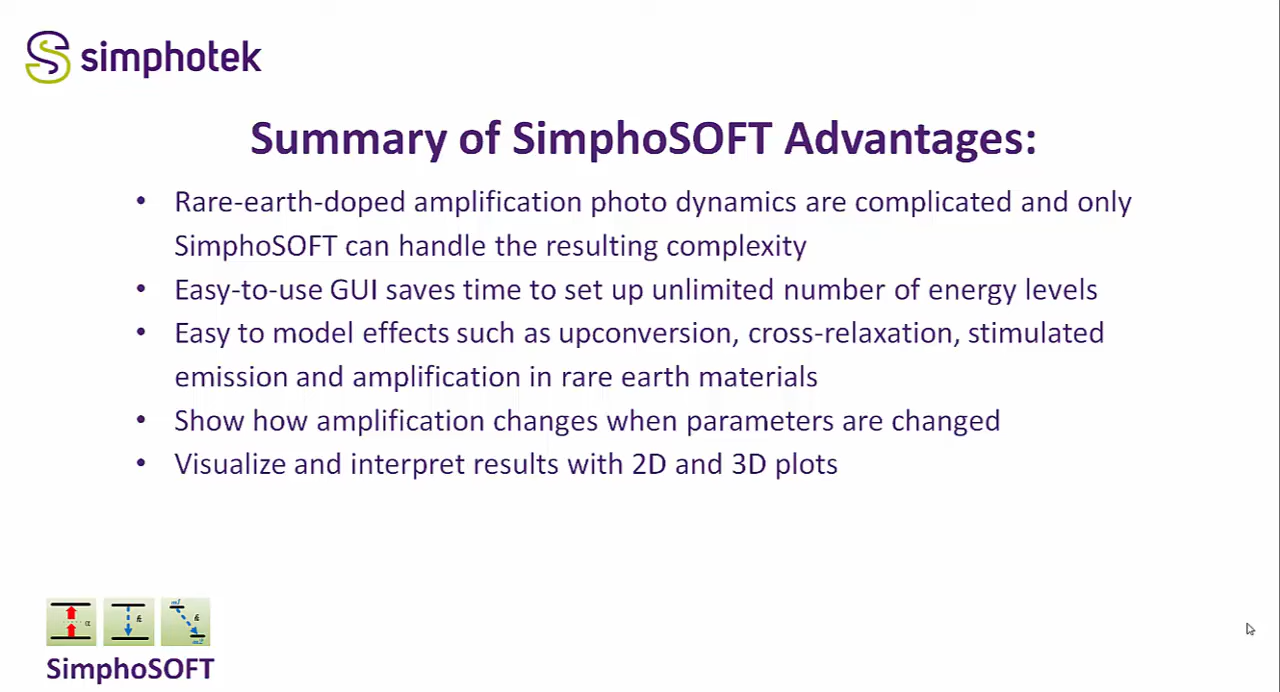 simphotek
Summary of SimphoSOFT Advantages:
• Rare-earth-doped amplification photo dynamics are complicated and only
SimphoSOFT can handle the resulting complexity
• Easy-to-use GUI saves time to set up unlimited number of energy levels
• Easy to model effects such as upconversion, cross-relaxation, stimulated
emission and amplification in rare earth materials
• Show how amplification changes when parameters are changed
• Visualize and interpret results with 2D and 3D plots
SimphoSOFT